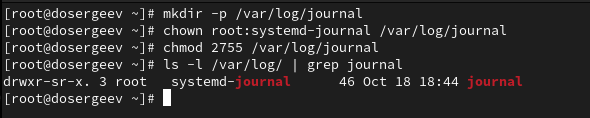 [root@dosergeev ~]# mkdir -p /var/log/journal
[root@dosergeev ~]# chown root:systemd-journal /var/log/journal
[root@dosergeev ~]# chmod 2755 /var/log/journal
[root@dosergeev ~]# ls -l /var/log/ | grep journal
drwxr-sr-x. 3 root   systemd-journal     46 Oct 18 18:44 journal
[root@dosergeev ~]#